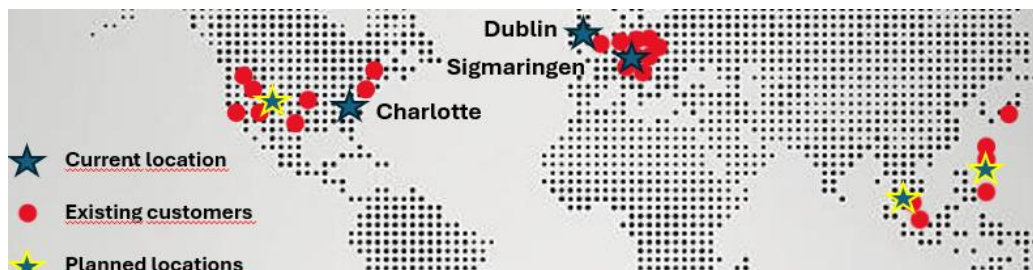 Dublin
Sigmaringen
Charlotte
Current location
Existing customers
Planned locations